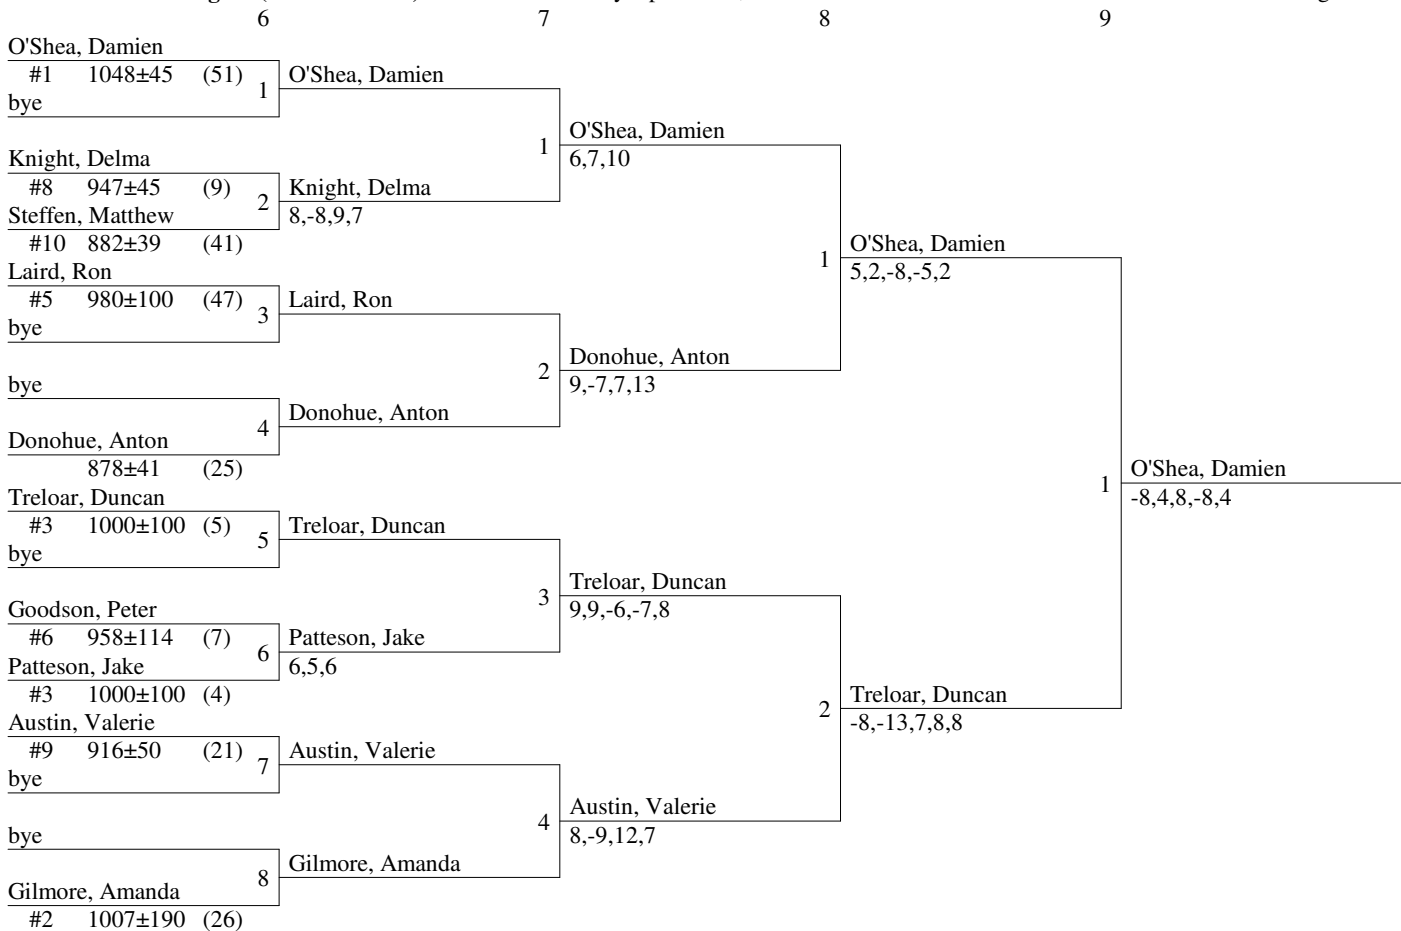 6 7 8 9
O'Shea, Damien
#1 1048±45 (51)
bye
1
O'Shea, Damien
Knight, Delma
#8 947±45 (9)
Steffen, Matthew
#10 882±39 (41)
2
Knight, Delma
8,-8,9,7
1
O'Shea, Damien
6,7,10
Laird, Ron
#5 980±100 (47)
bye
3
Laird, Ron
bye
Donohue, Anton
878±41 (25)
4
Donohue, Anton
2
Donohue, Anton
9,-7,7,13
1
O'Shea, Damien
5,2,-8,-5,2
Treloar, Duncan
#3 1000±100 (5)
bye
5
Treloar, Duncan
Goodson, Peter
#6 958±114 (7)
Patteson, Jake
#3 1000±100 (4)
6
Patteson, Jake
6,5,6
3
Treloar, Duncan
9,9,-6,-7,8
Austin, Valerie
#9 916±50 (21)
bye
7
Austin, Valerie
bye
Gilmore, Amanda
#2 1007±190 (26)
8
Gilmore, Amanda
4
Austin, Valerie
8,-9,12,7
2
Treloar, Duncan
-8,-13,7,8,8
1
O'Shea, Damien
-8,4,8,-8,4